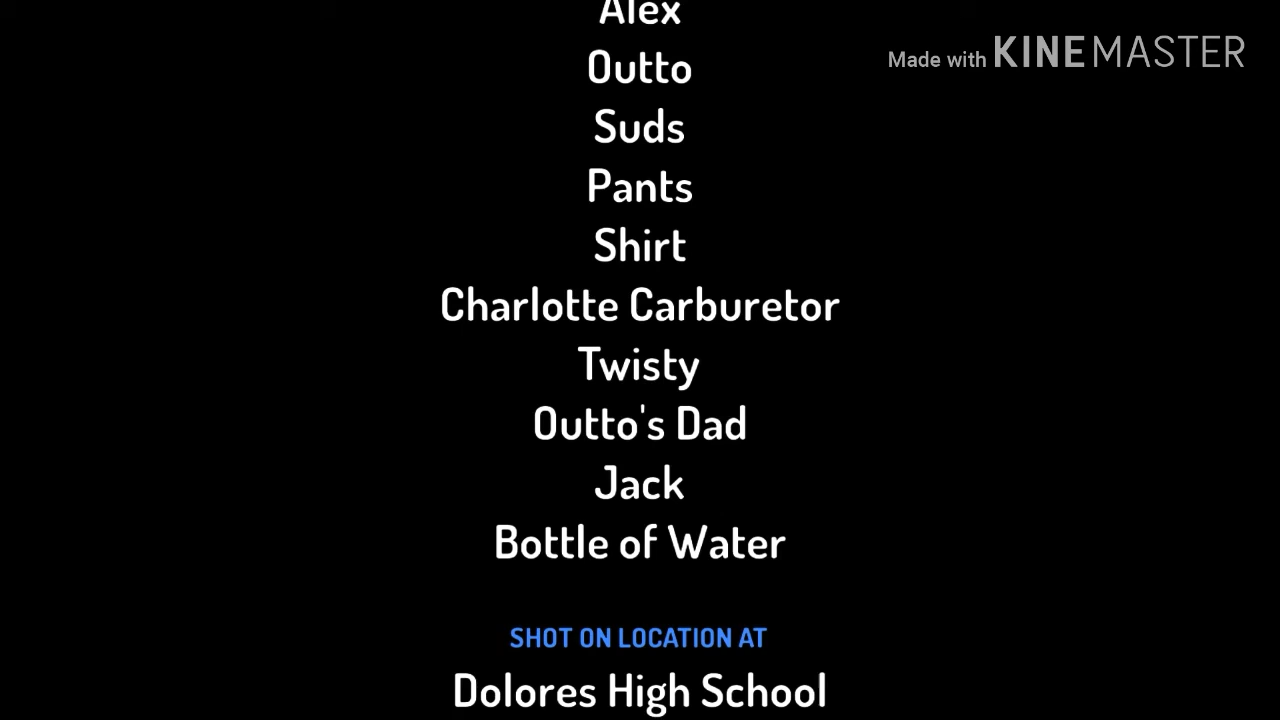 Alex
Made with KINEMASTER
Outto
Suds
Pants
Shirt
Charlotte Carburetor
Twisty
Outto's Dad
Jack
Bottle of Water
SHOT ON LOCATION AT
Dolores High School